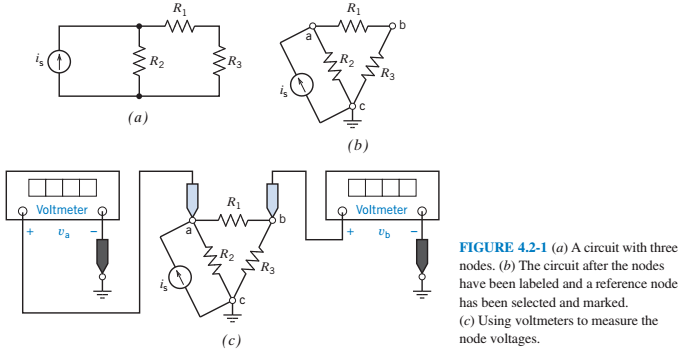 R1
is
R2
R3
(a)
R1
a
b
R2
R3
is
c
(b)
Voltmeter
+ va −
R1
a
b
R2
R3
is
c
Voltmeter
+ vb −
(c)
FIGURE 4.2-1 (a) A circuit with three
nodes. (b) The circuit after the nodes
have been labeled and a reference node
has been selected and marked.
(c) Using voltmeters to measure the
node voltages.